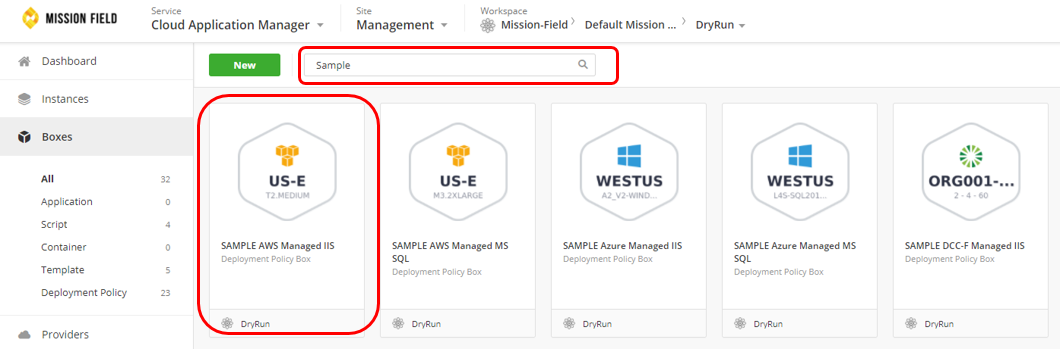 MISSION FIELD
Service
Cloud Application Manager
Site
Management
Workspace
Mission-Field
Default Mission ...
DryRun
Dashboard
Instances
Boxes
All 32
Application 0
Script 4
Container 0
Template 5
Deployment Policy 23
Providers
New
Sample
US-E
T2.MEDIUM
SAMPLE AWS Managed IIS
Deployment Policy Box
DryRun
US-E
M3.2XLARGE
SAMPLE AWS Managed MS
SQL
Deployment Policy Box
DryRun
WESTUS
A2_V2-WIND...
SAMPLE Azure Managed IIS
Deployment Policy Box
DryRun
WESTUS
L4S-SQL201...
SAMPLE Azure Managed MS
SQL
Deployment Policy Box
DryRun
ORG001-...
2 - 4 - 60
SAMPLE DCC-F Managed IIS
Deployment Policy Box
DryRun